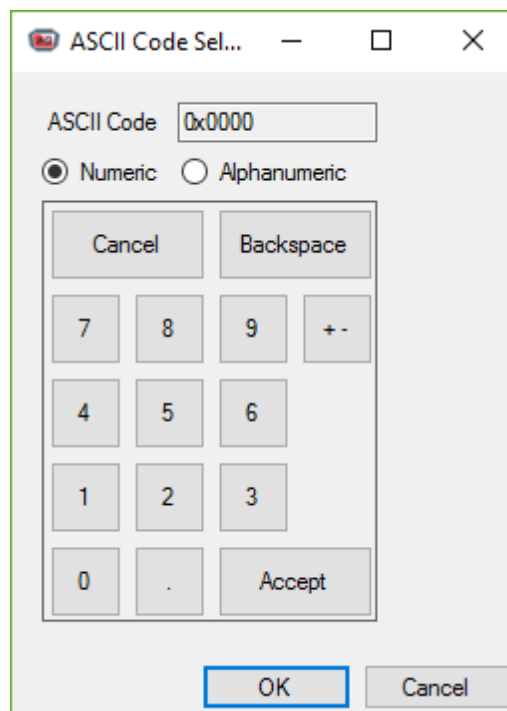 ASCII Code Sel...
ASCII Code 0x0000
Numeric Alphanumeric
Cancel Backspace
7 8 9 + -
4 5 6
1 2 3
0 . Accept
OK Cancel